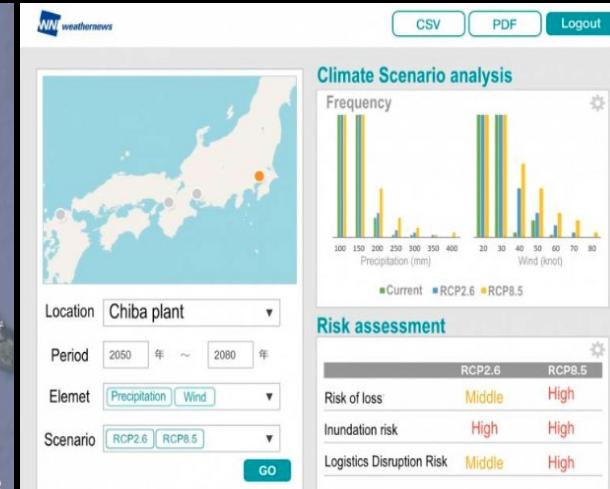 WNI weathernews
CSV PDF Logout
Location Chiba plant ▼
Period 2050 年 ～ 2080 年
Elemet Precipitation Wind ▼
Scenario RCP2.6 RCP8.5 ▼
GO
Climate Scenario analysis
Frequency
100 150 200 250 300 350 400 20 30 40 50 60 70 80
Precipitation (mm) Wind (knot)
Current RCP2.6 RCP8.5
Risk assessment
RCP2.6 RCP8.5
Risk of loss Middle High
Inundation risk High High
Logistics Disruption Risk Middle High